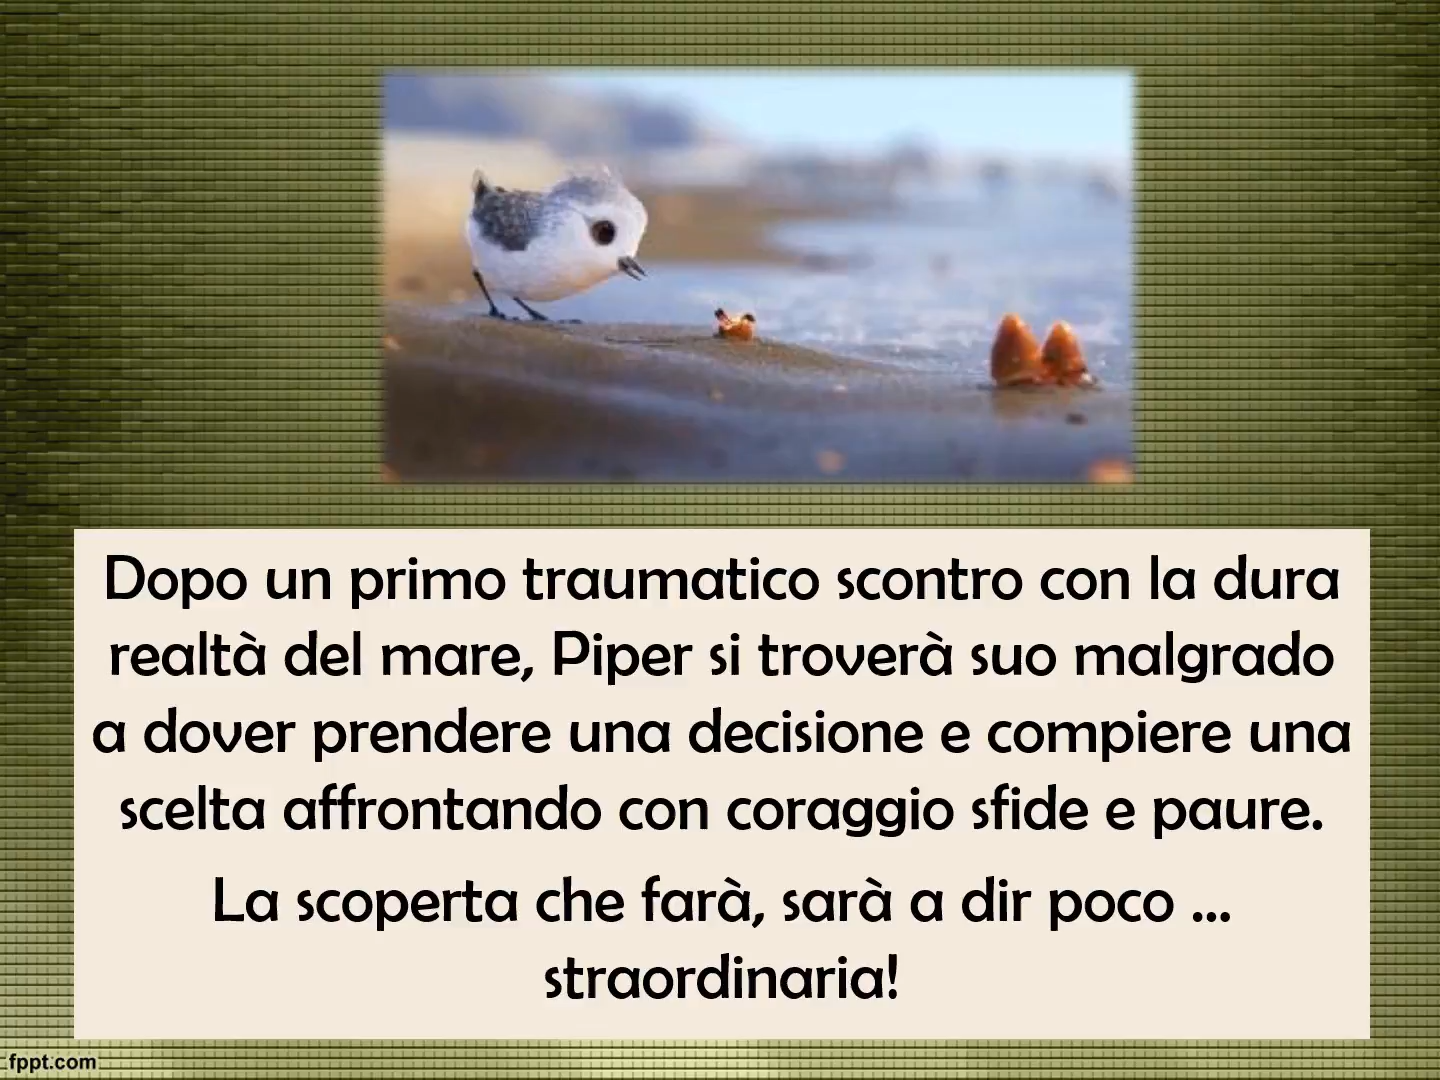 Dopo un primo traumatico scontro con la dura
realtà del mare, Piper si troverà suo malgrado
a dover prendere una decisione e compiere una
scelta affrontando con coraggio sfide e paure.
La scoperta che farà, sarà a dir poco ...
straordinaria!
fppt.com